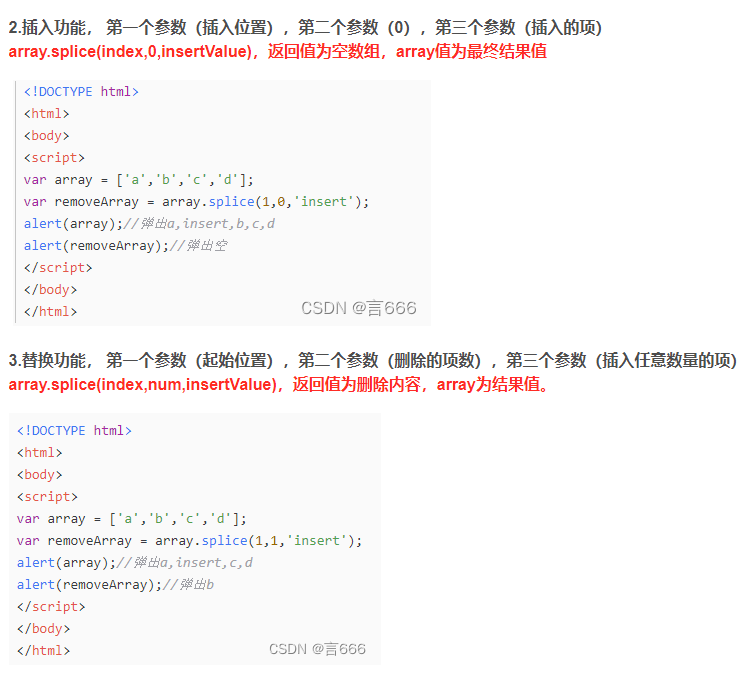 2.插入功能， 第一个参数（插入位置），第二个参数（0），第三个参数（插入的项）
array.splice(index,0,insertValue)，返回值为空数组，array值为最终结果值
<!DOCTYPE html>
<html>
<body>
<script>
var array = ['a','b','c','d'];
var removeArray = array.splice(1,0,'insert');
alert(array);//弹出a,insert,b,c,d
alert(removeArray);//弹出空
</script>
</body>
</html>
CSDN @言666
3.替换功能， 第一个参数（起始位置），第二个参数（删除的项数），第三个参数（插入任意数量的项）
array.splice(index,num,insertValue)，返回值为删除内容，array为结果值。
<!DOCTYPE html>
<html>
<body>
<script>
var array = ['a','b','c','d'];
var removeArray = array.splice(1,1,'insert');
alert(array);//弹出a,insert,c,d
alert(removeArray);//弹出b
</script>
</body>
</html>
CSDN @言666